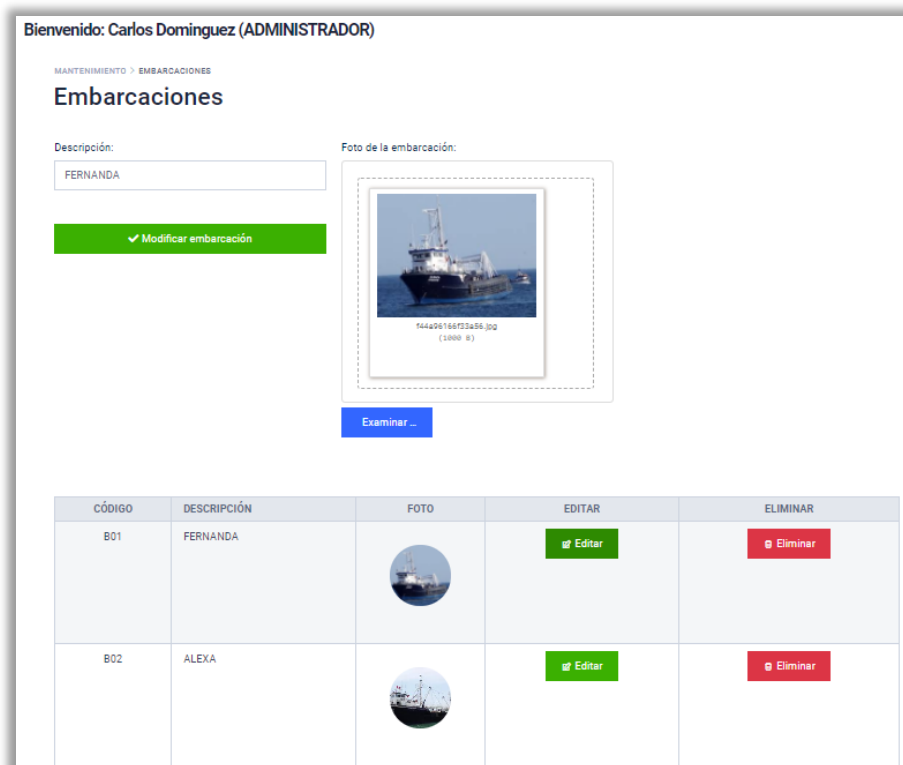 Bienvenido: Carlos Dominguez (ADMINISTRADOR)
MANTENIMIENTO > EMBARCACIONES
Embarcaciones
Descripción:
Foto de la embarcación:
FERNANDA
Modificar embarcación
f44a96166f33a56.jpg
(1000 B)
Examinar ...
CÓDIGO DESCRIPCIÓN FOTO EDITAR ELIMINAR
B01 FERNANDA Editar Eliminar
B02 ALEXA Editar Eliminar